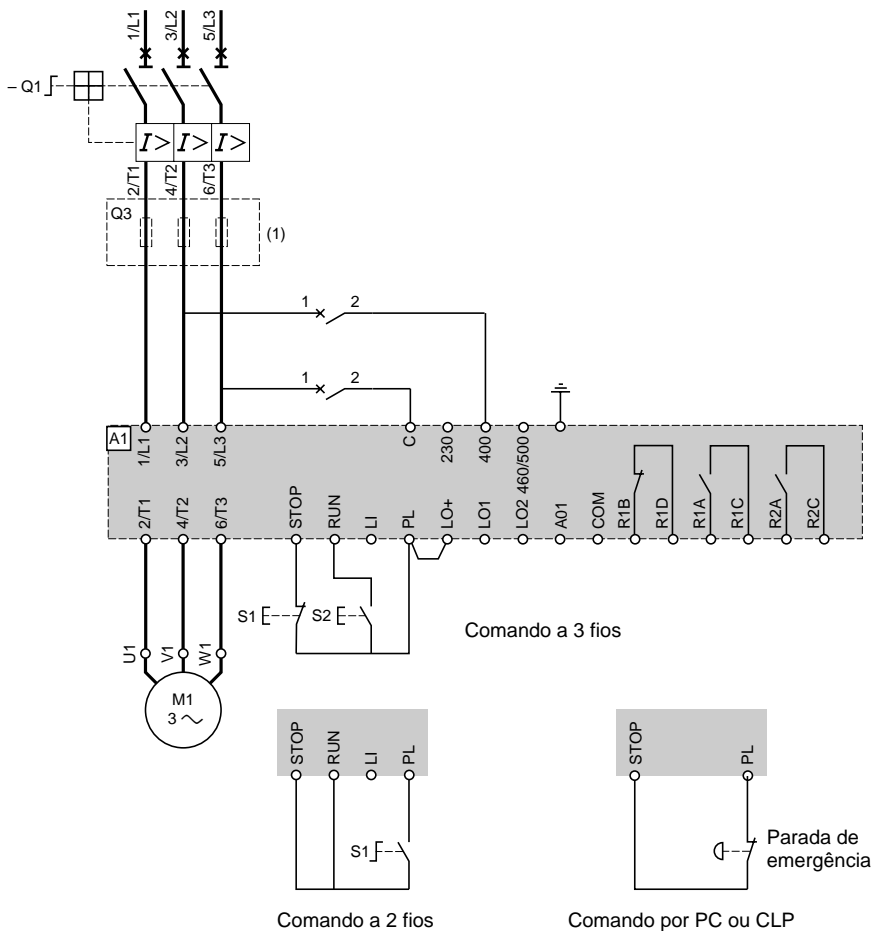 1/L1 3/L2 5/L3
– Q1
I> I> I>
2/T1 4/T2 6/T3
Q3
(1)
1 2
1 2
A1
1/L1 3/L2 5/L3 C 230 400 460/500
R1B R1D R1A R1C R2A R2C
2/T1 4/T2 6/T3 STOP RUN LI PL LO+ LO1 LO2 A01 COM
S1 S2
Comando a 3 fios
U1 V1 W1
M1
3
STOP RUN LI PL
STOP PL
S1
Parada de
emergência
Comando a 2 fios
Comando por PC ou CLP